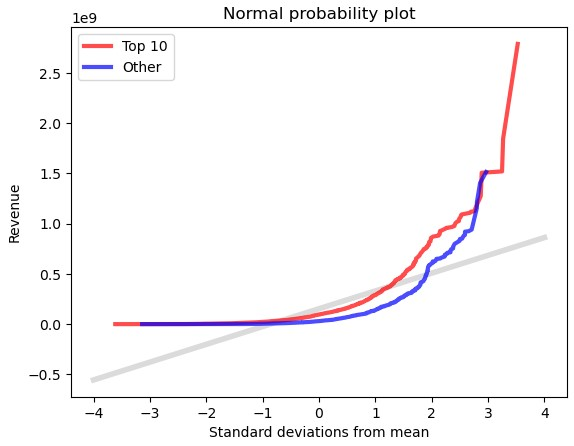 Normal probability plot
1e9
Top 10
Other
2.5
2.0
1.5
1.0
0.5
0.0
−0.5
Revenue
−4 −3 −2 −1 0 1 2 3 4
Standard deviations from mean